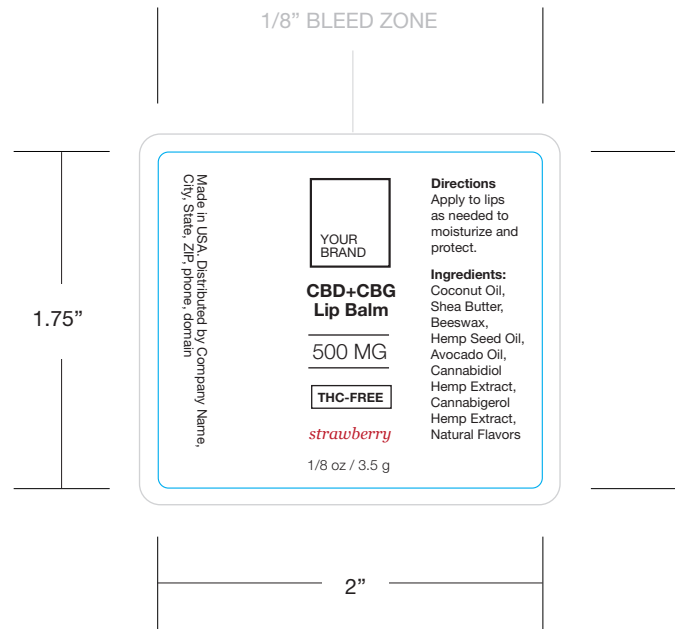 1/8” BLEED ZONE
1.75”
Made in USA. Distributed by Company Name,
City, State, ZIP, phone, domain
YOUR
BRAND
CBD+CBG
Lip Balm
500 MG
THC-FREE
strawberry
1/8 oz / 3.5 g
Directions
Apply to lips
as needed to
moisturize and
protect.
Ingredients:
Coconut Oil,
Shea Butter,
Beeswax,
Hemp Seed Oil,
Avocado Oil,
Cannabidiol
Hemp Extract,
Cannabigerol
Hemp Extract,
Natural Flavors
2”